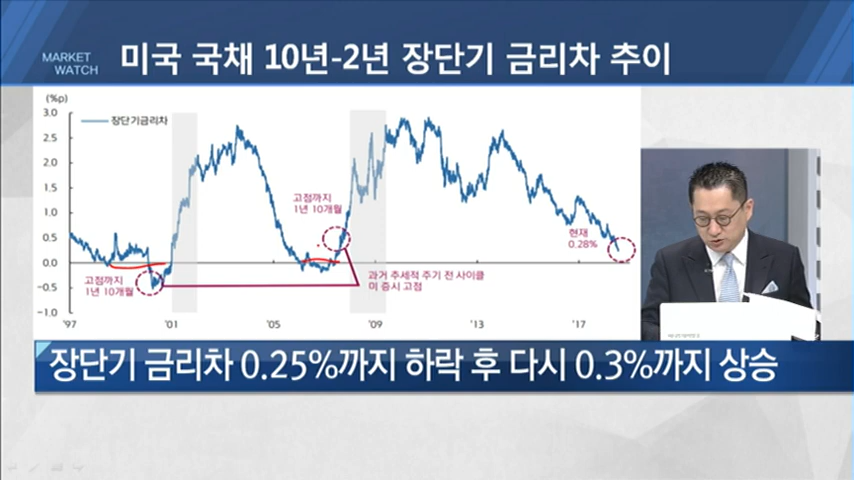 MARKET
WATCH
미국 국채 10년-2년 장단기 금리차 추이
(%p)
3.0
2.5
2.0
1.5
1.0
0.5
0.0
-0.5
-1.0
장단기금리차
고점까지
1년 10개월
고점까지
1년 10개월
과거 추세적 주기 전 사이클
미 증시 고점
현재
0.28%
'97
'01
'05
'09
'13
'17
장단기 금리차 0.25%까지 하락 후 다시 0.3%까지 상승